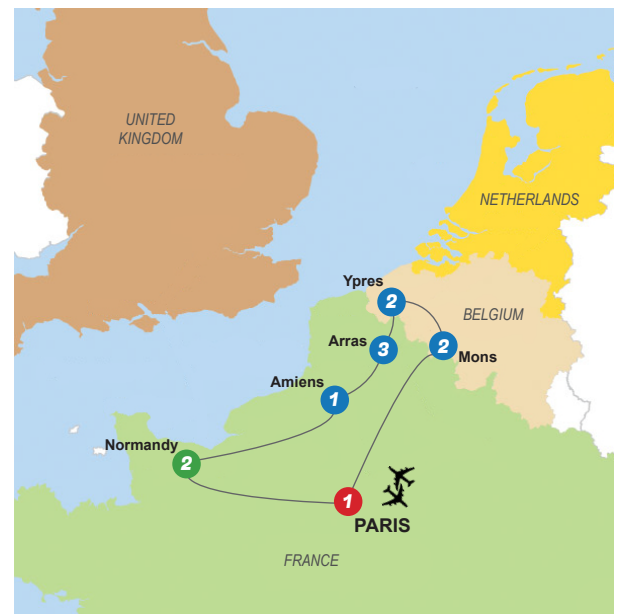 UNITED
KINGDOM
NETHERLANDS
Ypres
2
BELGIUM
Arras
3
2
Mons
Amiens
1
Normandy
2
1
PARIS
FRANCE